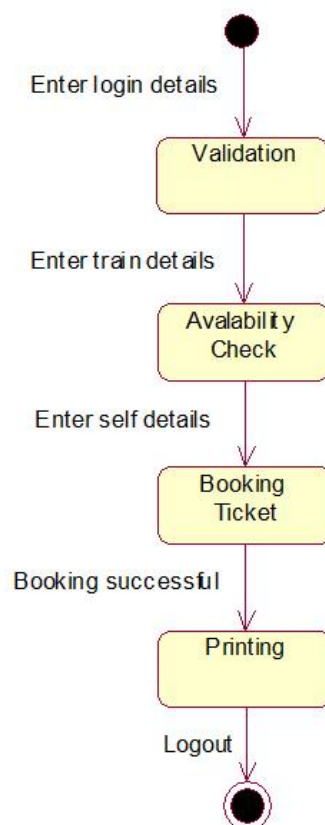 Enter login details
Validation
Enter train details
Avalability
Check
Enter self details
Booking
Ticket
Booking successful
Printing
Logout